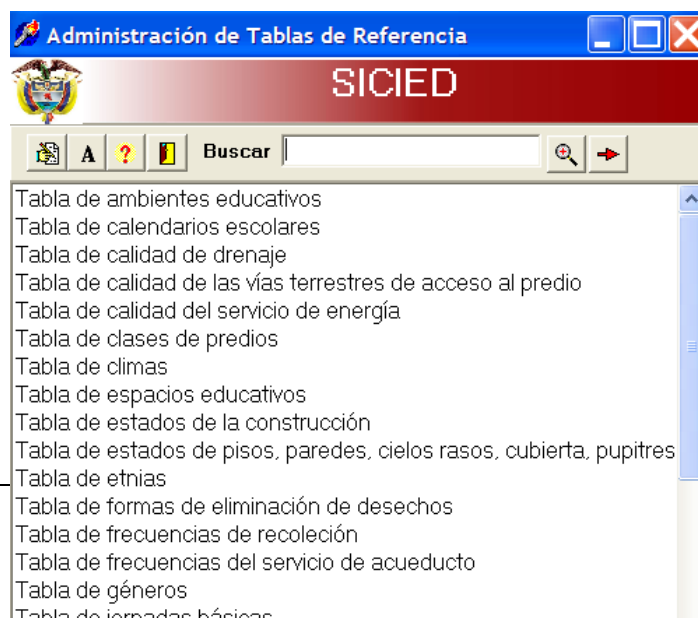 Administración de Tablas de Referencia
SICIED
A ? Buscar
Tabla de ambientes educativos
Tabla de calendarios escolares
Tabla de calidad de drenaje
Tabla de calidad de las vías terrestres de acceso al predio
Tabla de calidad del servicio de energía
Tabla de clases de predios
Tabla de climas
Tabla de espacios educativos
Tabla de estados de la construcción
Tabla de estados de pisos, paredes, cielos rasos, cubierta, pupitres
Tabla de etnias
Tabla de formas de eliminación de desechos
Tabla de frecuencias de recoleción
Tabla de frecuencias del servicio de acueducto
Tabla de géneros
Tabla de jornadas básicas